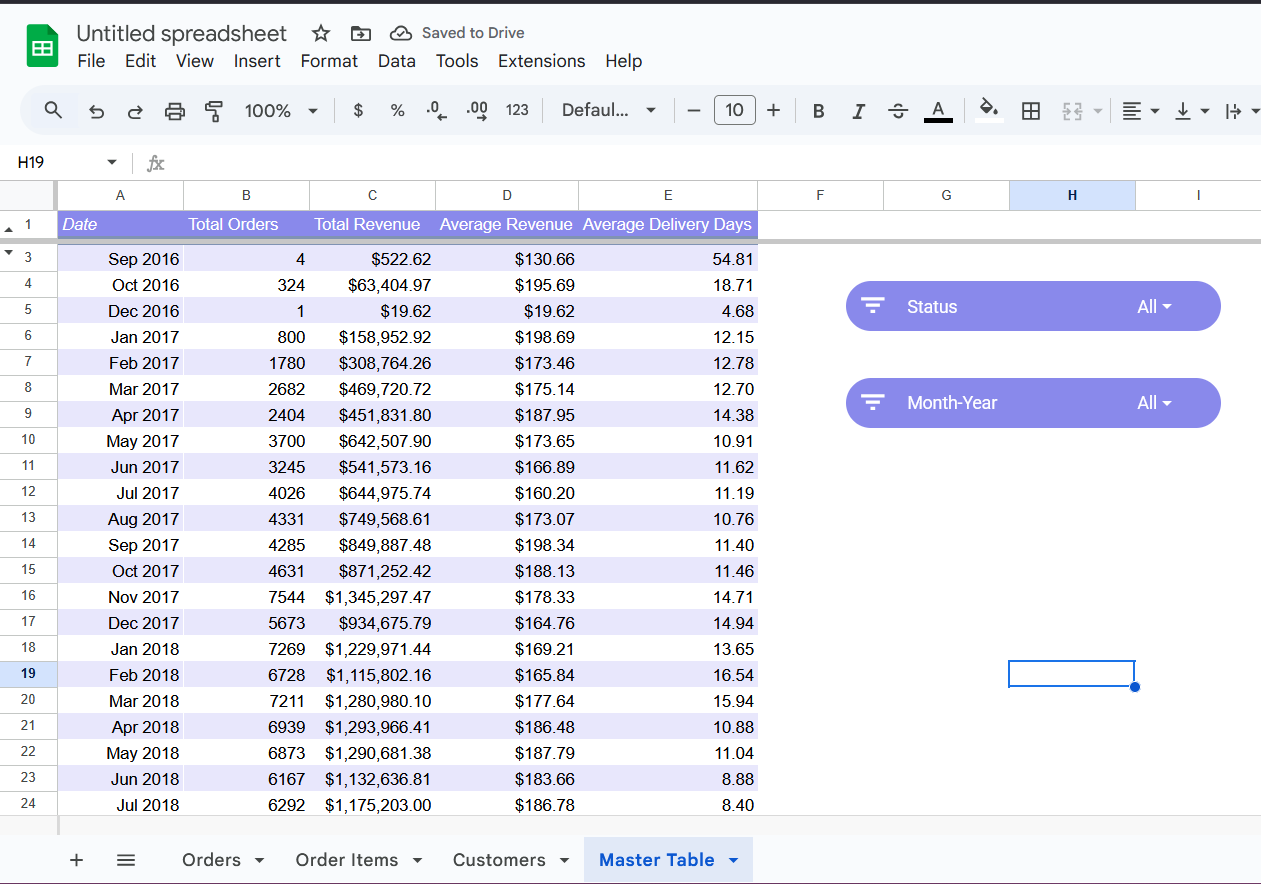 Untitled spreadsheet Saved to Drive
File Edit View Insert Format Data Tools Extensions Help
100% $ % .0 .00 123 Defaul... 10 B I S A
H19 fx
A B C D E F G H I
1 Date Total Orders Total Revenue Average Revenue Average Delivery Days
3 Sep 2016 4 $522.62 $130.66 54.81
4 Oct 2016 324 $63,404.97 $195.69 18.71
5 Dec 2016 1 $19.62 $19.62 4.68
6 Jan 2017 800 $158,952.92 $198.69 12.15
7 Feb 2017 1780 $308,764.26 $173.46 12.78
8 Mar 2017 2682 $469,720.72 $175.14 12.70
9 Apr 2017 2404 $451,831.80 $187.95 14.38
10 May 2017 3700 $642,507.90 $173.65 10.91
11 Jun 2017 3245 $541,573.16 $166.89 11.62
12 Jul 2017 4026 $644,975.74 $160.20 11.19
13 Aug 2017 4331 $749,568.61 $173.07 10.76
14 Sep 2017 4285 $849,887.48 $198.34 11.40
15 Oct 2017 4631 $871,252.42 $188.13 11.46
16 Nov 2017 7544 $1,345,297.47 $178.33 14.71
17 Dec 2017 5673 $934,675.79 $164.76 14.94
18 Jan 2018 7269 $1,229,971.44 $169.21 13.65
19 Feb 2018 6728 $1,115,802.16 $165.84 16.54
20 Mar 2018 7211 $1,280,980.10 $177.64 15.94
21 Apr 2018 6939 $1,293,966.41 $186.48 10.88
22 May 2018 6873 $1,290,681.38 $187.79 11.04
23 Jun 2018 6167 $1,132,636.81 $183.66 8.88
24 Jul 2018 6292 $1,175,203.00 $186.78 8.40
Status All
Month-Year All
Orders Order Items Customers Master Table